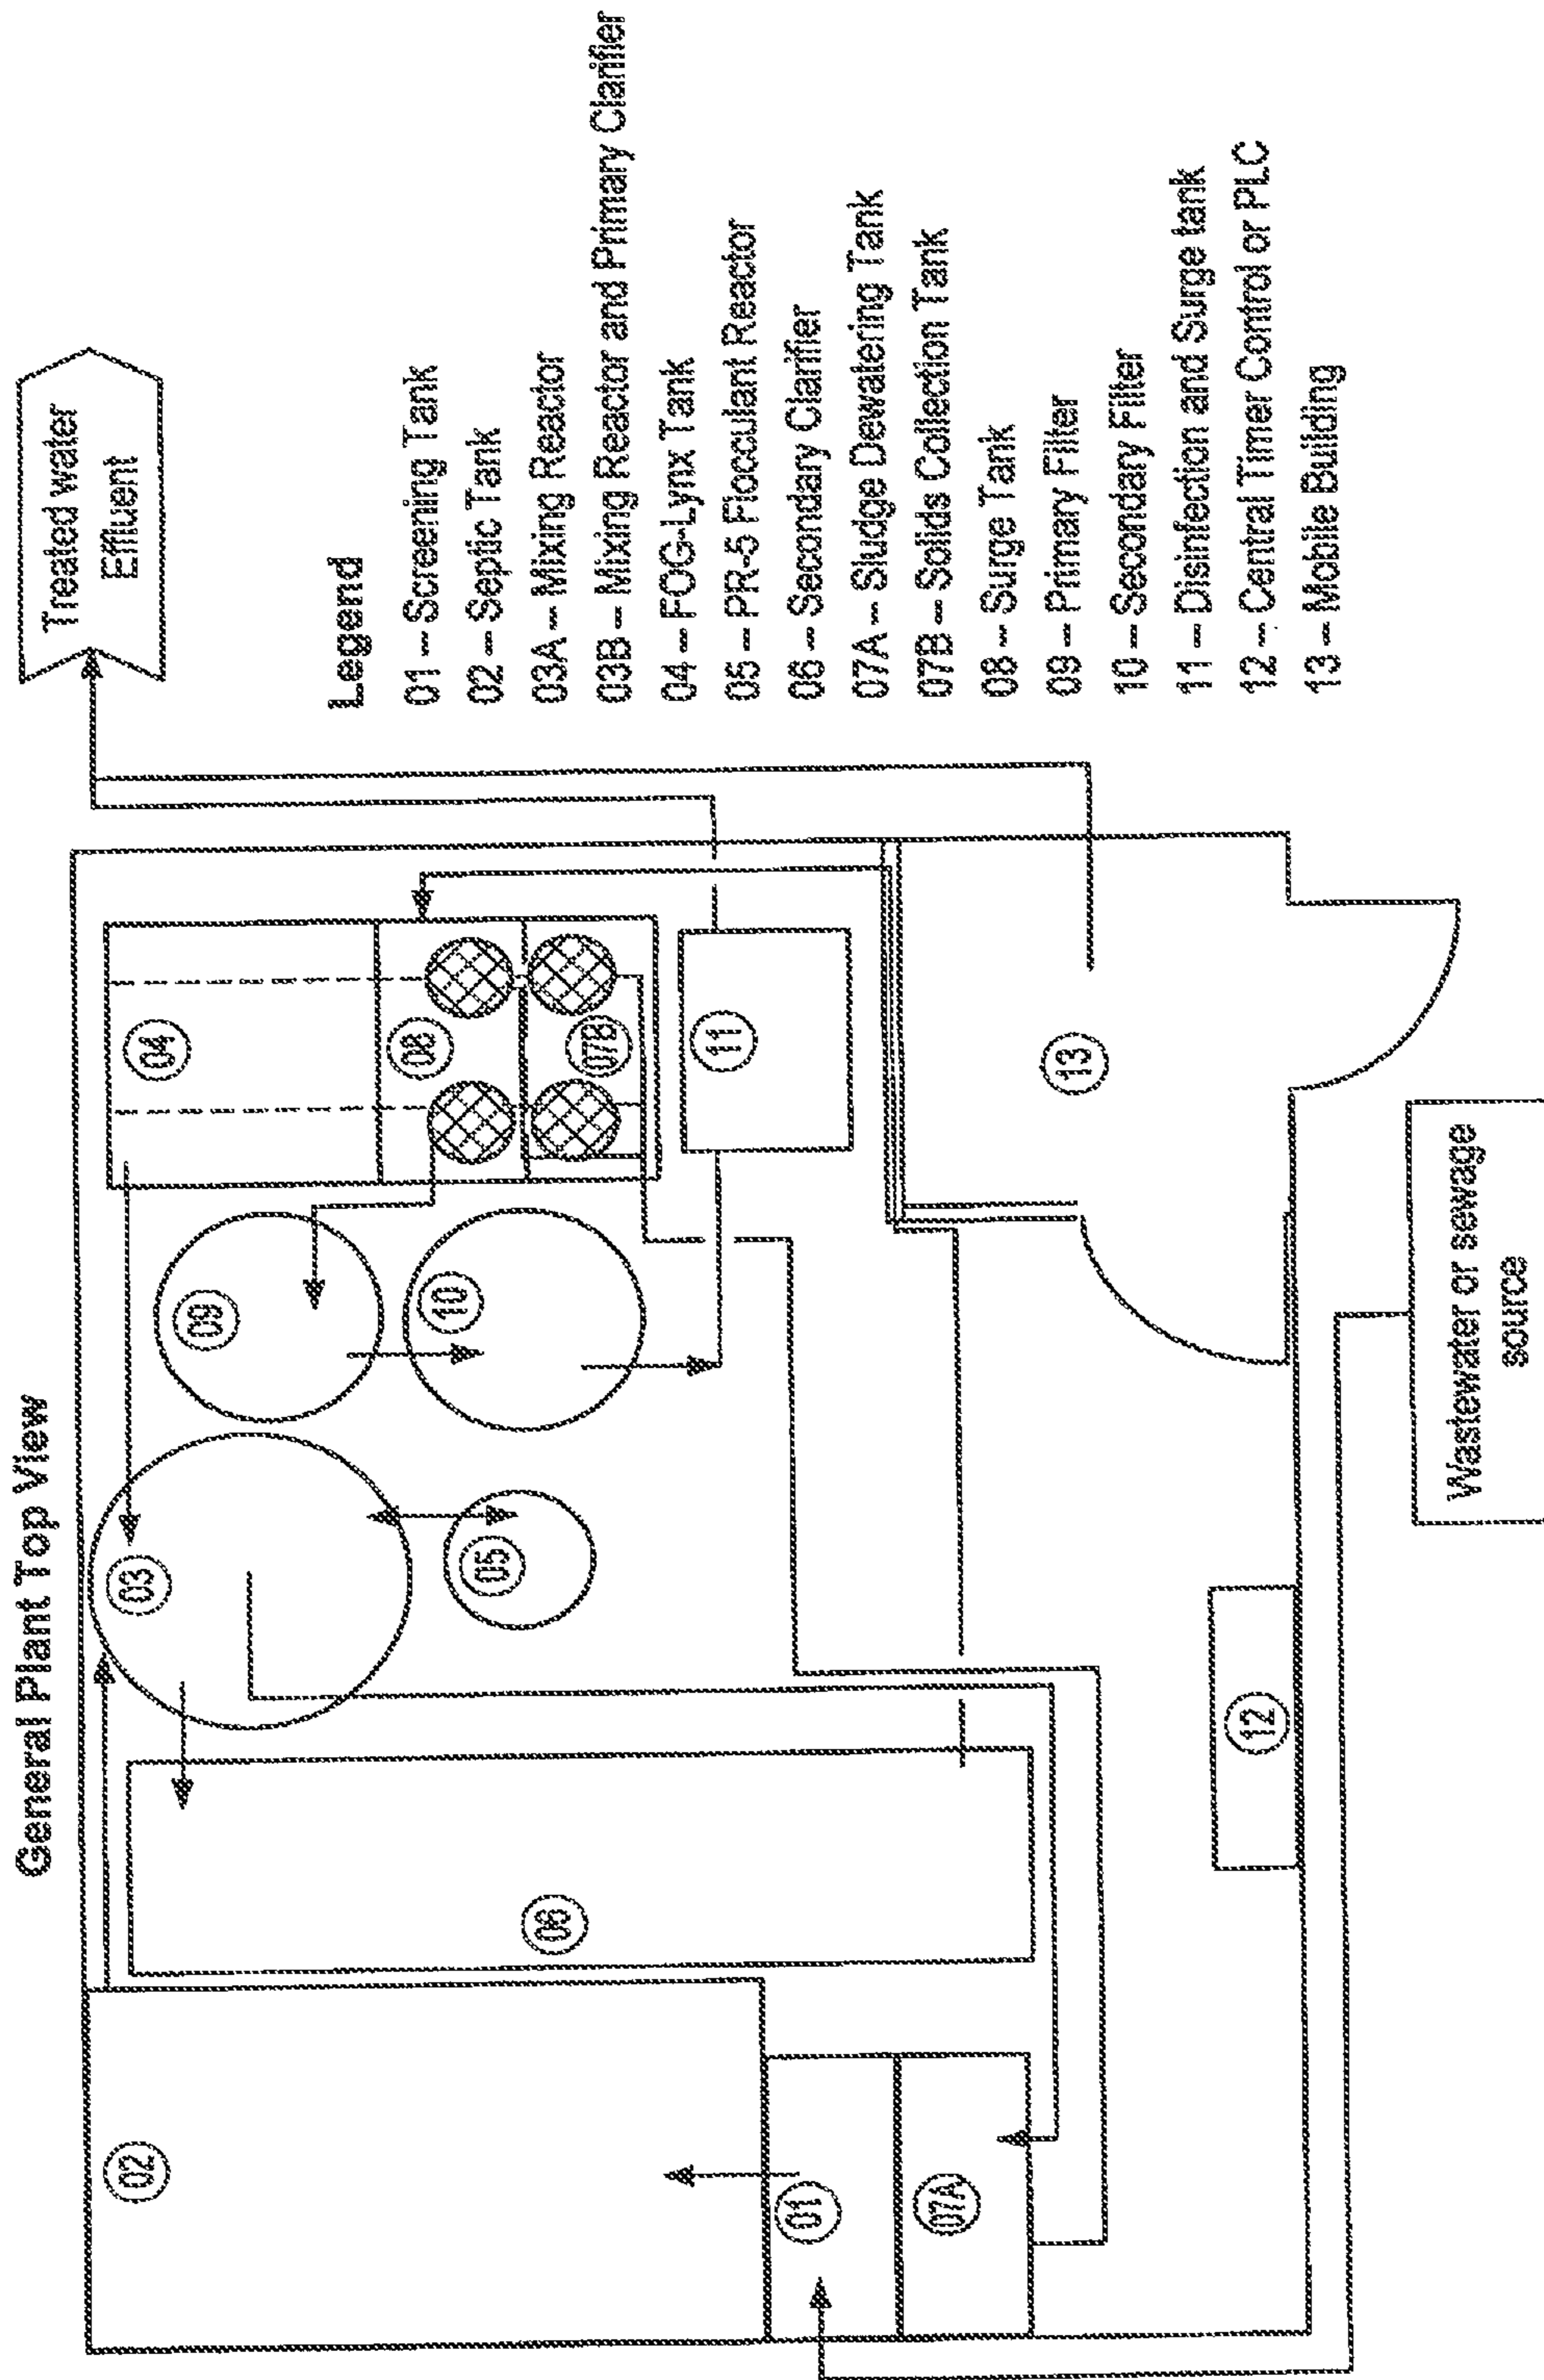 General Plant Top View
Treated water
Effluent
02
06
03
09
04
05
10
08
07B
01
11
07A
13
12
Wastewater or sewage
source
Legend
01 -- Screening Tank
02 -- Septic Tank
03A -- Mixing Reactor
03B -- Mixing Reactor and Primary Clarifier
04 -- FOG-Lynx Tank
05 -- PR-5 Flocculant Reactor
06 -- Secondary Clarifier
07A -- Sludge Dewatering Tank
07B -- Solids Collection Tank
08 -- Surge Tank
09 -- Primary Filter
10 -- Secondary Filter
11 -- Disinfection and Surge tank
12 -- Central Timer Control or PLC
13 -- Mobile Building